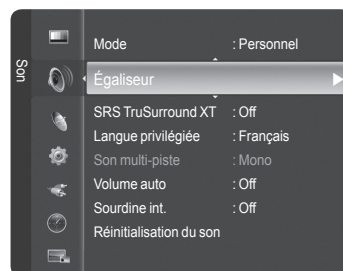 Son
Mode : Personnel
Égaliseur
SRS TruSurround XT : Off
Langue privilégiée : Français
Son multi-piste : Mono
Volume auto : Off
Sourdine int. : Off
Réinitialisation du son